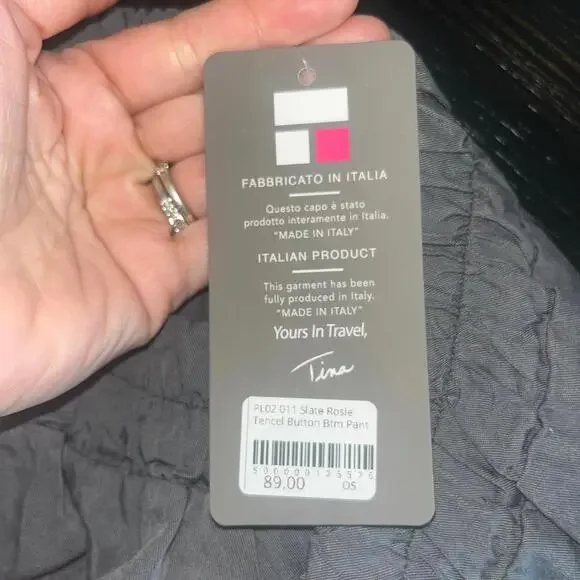 FABBRICATO IN ITALIA
Questo capo è stato
prodotto interamente in Italia.
"MADE IN ITALY"
ITALIAN PRODUCT
This garment has been
fully produced in Italy.
"MADE IN ITALY"
Yours In Travel,
Tina
PL02 011 Slate Rosie
Tencel Button Btm Pant
89.00 OS